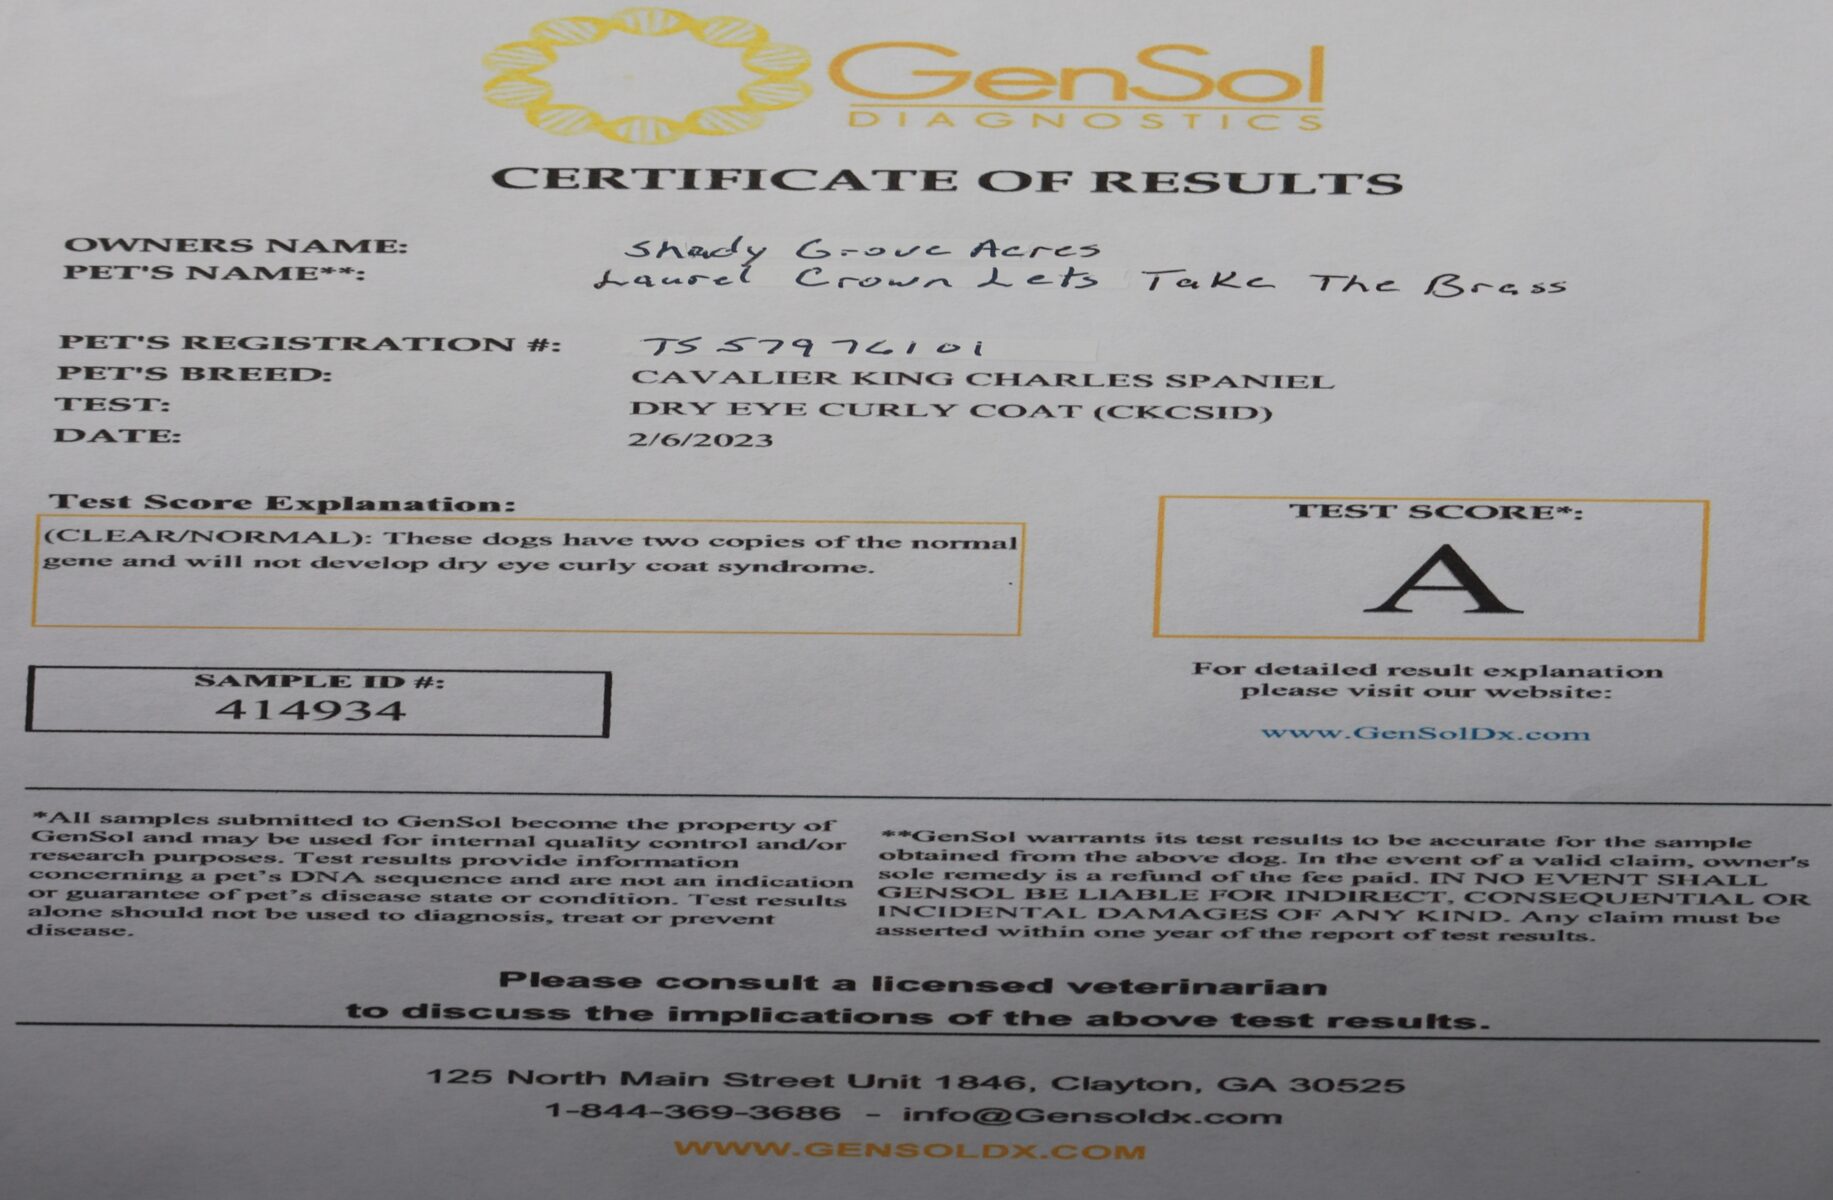 GenSol
DIAGNOSTICS
CERTIFICATE OF RESULTS
OWNERS NAME: Shady Grove Acres
PET'S NAME**: Laurel Crown Lets Take The Brass
PET'S REGISTRATION #: TS 57976101
PET'S BREED: CAVALIER KING CHARLES SPANIEL
TEST: DRY EYE CURLY COAT (CKCSID)
DATE: 2/6/2023
Test Score Explanation:
(CLEAR/NORMAL): These dogs have two copies of the normal
gene and will not develop dry eye curly coat syndrome.
TEST SCORE*:
A
SAMPLE ID #:
414934
For detailed result explanation
please visit our website:
www.GenSolDx.com
*All samples submitted to GenSol become the property of
GenSol and may be used for internal quality control and/or
research purposes. Test results provide information
concerning a pet's DNA sequence and are not an indication
or guarantee of pet's disease state or condition. Test results
alone should not be used to diagnosis, treat or prevent
disease.
**GenSol warrants its test results to be accurate for the sample
obtained from the above dog. In the event of a valid claim, owner's
sole remedy is a refund of the fee paid. IN NO EVENT SHALL
GENSOL BE LIABLE FOR INDIRECT, CONSEQUENTIAL OR
INCIDENTAL DAMAGES OF ANY KIND. Any claim must be
asserted within one year of the report of test results.
Please consult a licensed veterinarian
to discuss the implications of the above test results.
125 North Main Street Unit 1846, Clayton, GA 30525
1-844-369-3686 - info@Gensoldx.com
WWW.GENSOLDX.COM